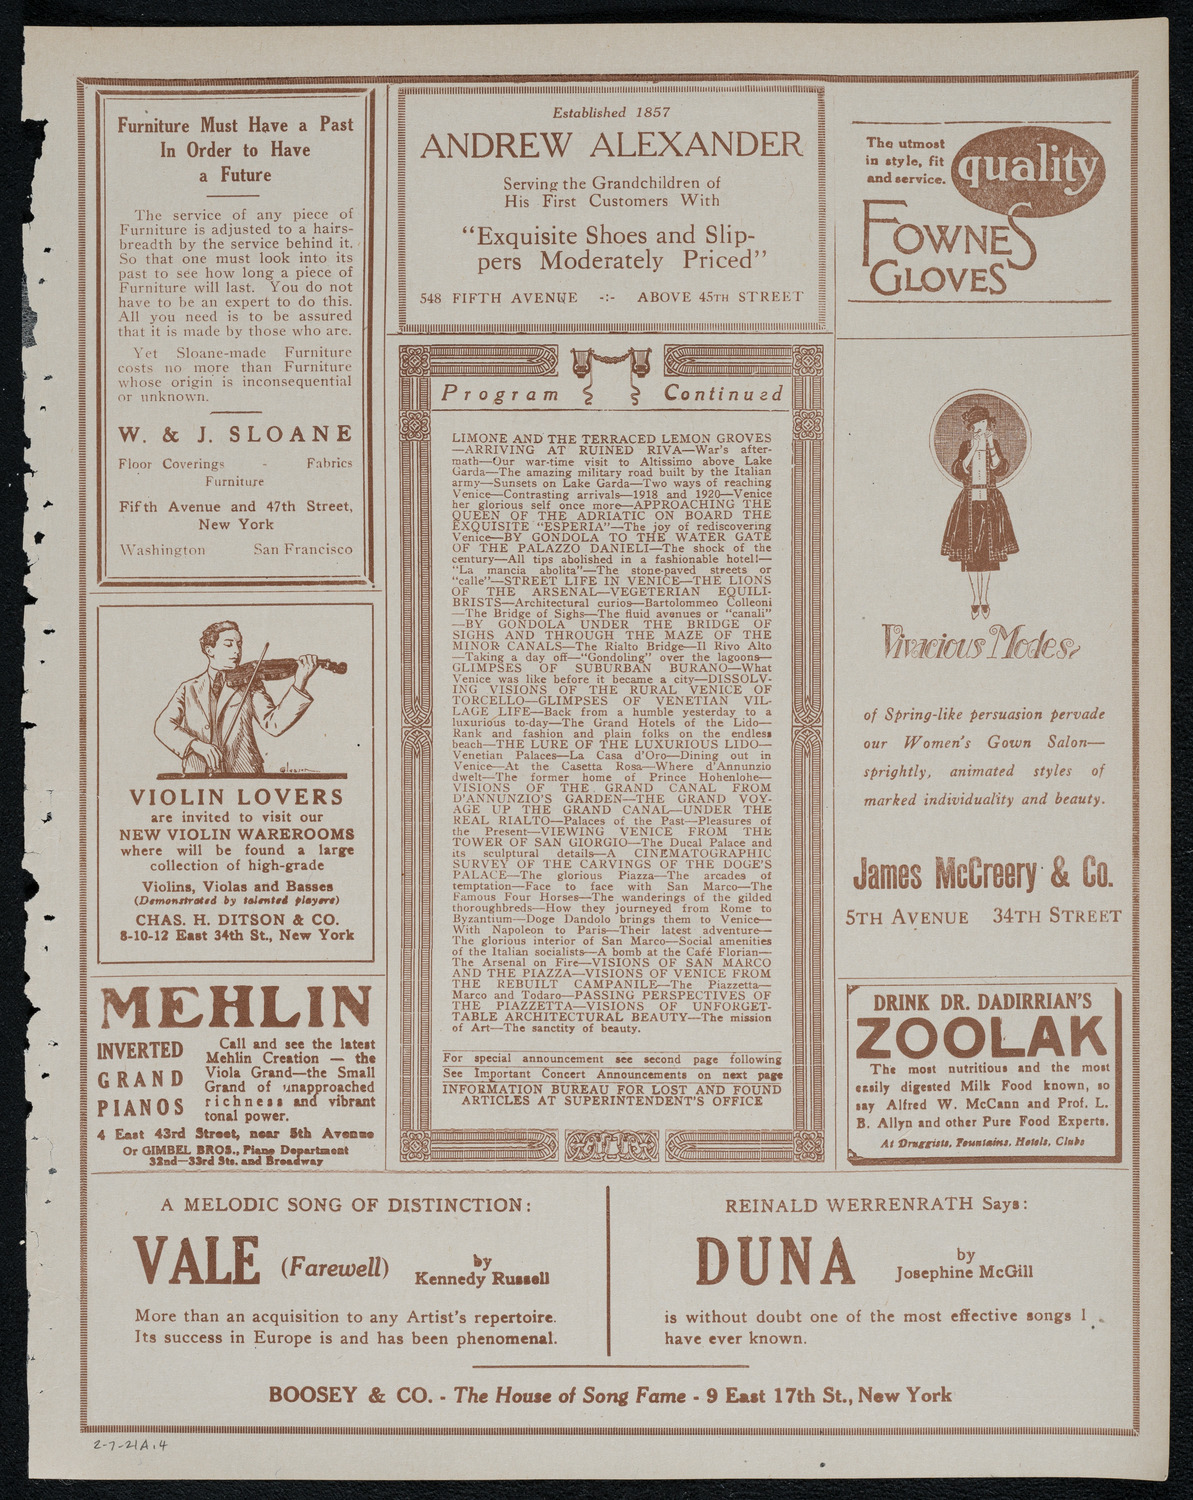 Furniture Must Have a Past
In Order to Have
a Future
The service of any piece of
Furniture is adjusted to a hairs-
breadth by the service behind it.
So that one must look into its
past to see how long a piece of
Furniture will last. You do not
have to be an expert to do this.
All you need is to be assured
that it is made by those who are.
Yet Sloane-made Furniture
costs no more than Furniture
whose origin is inconsequential
or unknown.
W. & J. SLOANE
Floor Coverings - Fabrics
Furniture
Fifth Avenue and 47th Street,
New York
Washington San Francisco
VIOLIN LOVERS
are invited to visit our
NEW VIOLIN WAREROOMS
where will be found a large
collection of high-grade
Violins, Violas and Basses
(Demonstrated by talented players)
CHAS. H. DITSON & CO.
8-10-12 East 34th St., New York
MEHLIN
INVERTED
GRAND
PIANOS
Call and see the latest
Mehlin Creation — the
Viola Grand—the Small
Grand of unapproached
richness and vibrant
tonal power.
4 East 43rd Street, near 5th Avenue
Or GIMBEL BROS., Piano Department
32nd—33rd Sts. and Broadway
Established 1857
ANDREW ALEXANDER
Serving the Grandchildren of
His First Customers With
"Exquisite Shoes and Slip-
pers Moderately Priced"
548 FIFTH AVENUE -:- ABOVE 45TH STREET
Program Continued
LIMONE AND THE TERRACED LEMON GROVES
—ARRIVING AT RUINED RIVA—War's after-
math—Our war-time visit to Altissimo above Lake
Garda—The amazing military road built by the Italian
army—Sunsets on Lake Garda—Two ways of reaching
Venice—Contrasting arrivals—1918 and 1920—Venice
her glorious self once more—APPROACHING THE
QUEEN OF THE ADRIATIC ON BOARD THE
EXQUISITE "ESPERIA"—The joy of rediscovering
Venice—BY GONDOLA TO THE WATER GATE
OF THE PALAZZO DANIELI—The shock of the
century—All tips abolished in a fashionable hotel!—
"La mancia abolita"—The stone-paved streets or
"calle"—STREET LIFE IN VENICE—THE LIONS
OF THE ARSENAL—VEGETERIAN EQUILI-
BRISTS—Architectural curios—Bartolommeo Colleoni
—The Bridge of Sighs—The fluid avenues or "canali"
—BY GONDOLA UNDER THE BRIDGE OF
SIGHS AND THROUGH THE MAZE OF THE
MINOR CANALS—The Rialto Bridge—Il Rivo Alto
—Taking a day off—"Gondoling" over the lagoons—
GLIMPSES OF SUBURBAN BURANO—What
Venice was like before it became a city—DISSOLV-
ING VISIONS OF THE RURAL VENICE OF
TORCELLO—GLIMPSES OF VENETIAN VIL-
LAGE LIFE—Back from a humble yesterday to a
luxurious to-day—The Grand Hotels of the Lido—
Rank and fashion and plain folks on the endless
beach—THE LURE OF THE LUXURIOUS LIDO—
Venetian Palaces—La Casa d'Oro—Dining out in
Venice—At the Casetta Rosa—Where d'Annunzio
dwelt—The former home of Prince Hohenlohe—
VISIONS OF THE GRAND CANAL FROM
D'ANNUNZIO'S GARDEN—THE GRAND VOY-
AGE UP THE GRAND CANAL—UNDER THE
REAL RIALTO—Palaces of the Past—Pleasures of
the Present—VIEWING VENICE FROM THE
TOWER OF SAN GIORGIO—The Ducal Palace and
its sculptural details—A CINEMATOGRAPHIC
SURVEY OF THE CARVINGS OF THE DOGE'S
PALACE—The glorious Piazza—The arcades of
temptation—Face to face with San Marco—The
Famous Four Horses—The wanderings of the gilded
thoroughbreds—How they journeyed from Rome to
Byzantium—Doge Dandolo brings them to Venice—
With Napoleon to Paris—Their latest adventure—
The glorious interior of San Marco—Social amenities
of the Italian socialists—A bomb at the Café Florian—
The Arsenal on Fire—VISIONS OF SAN MARCO
AND THE PIAZZA—VISIONS OF VENICE FROM
THE REBUILT CAMPANILE—The Piazzetta—
Marco and Todaro—PASSING PERSPECTIVES OF
THE PIAZZETTA—VISIONS OF UNFORGET-
TABLE ARCHITECTURAL BEAUTY—The mission
of Art—The sanctity of beauty.
For special announcement see second page following
See Important Concert Announcements on next page
INFORMATION BUREAU FOR LOST AND FOUND
ARTICLES AT SUPERINTENDENT'S OFFICE
The utmost
in style, fit
and service.
quality
FOWNES
GLOVES
Vivacious Modes
of Spring-like persuasion pervade
our Women's Gown Salon—
sprightly, animated styles of
marked individuality and beauty.
James McCreery & Co.
5TH AVENUE 34TH STREET
DRINK DR. DADIRRIAN'S
ZOOLAK
The most nutritious and the most
easily digested Milk Food known, so
say Alfred W. McCann and Prof. L.
B. Allyn and other Pure Food Experts.
At Druggists, Fountains, Hotels, Clubs
A MELODIC SONG OF DISTINCTION:
VALE (Farewell) by
Kennedy Russell
More than an acquisition to any Artist's repertoire.
Its success in Europe is and has been phenomenal.
REINALD WERRENRATH Says:
DUNA by
Josephine McGill
is without doubt one of the most effective songs I
have ever known.
BOOSEY & CO. - The House of Song Fame - 9 East 17th St., New York
2-7-21A.4